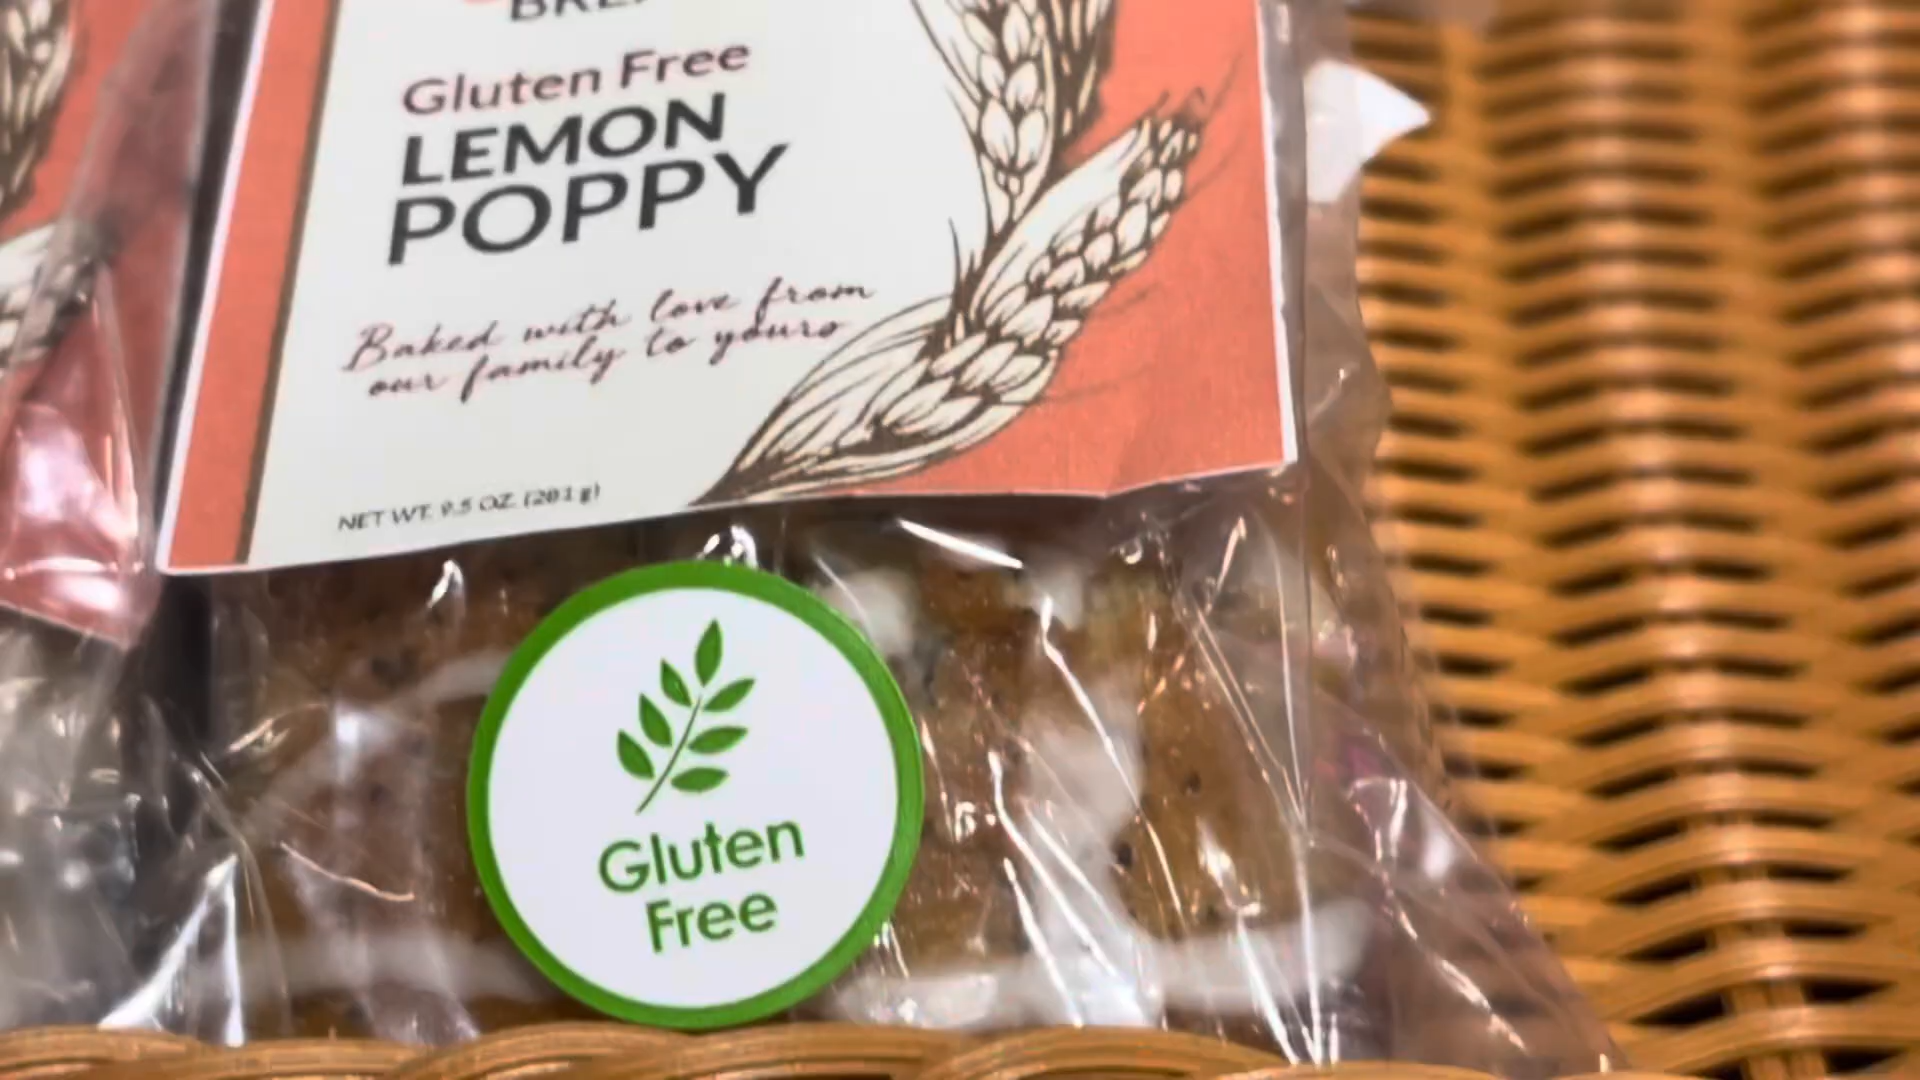 Gluten Free
LEMON
POPPY
Baked with love from
our family to yours
NET WT. 9.5 OZ. (281 g)
Gluten
Free